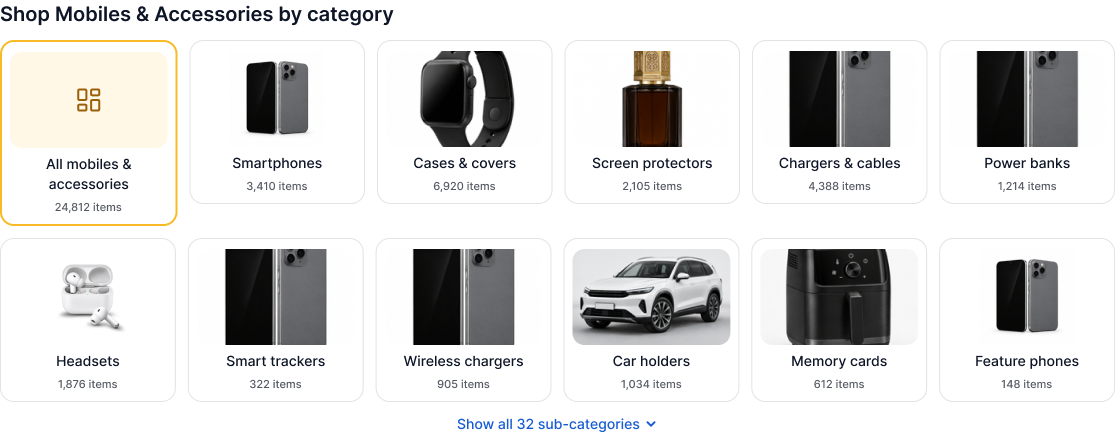 Shop Mobiles & Accessories by category
All mobiles &
accessories
24,812 items
Smartphones
3,410 items
Cases & covers
6,920 items
Screen protectors
2,105 items
Chargers & cables
4,388 items
Power banks
1,214 items
Headsets
1,876 items
Smart trackers
322 items
Wireless chargers
905 items
Car holders
1,034 items
Memory cards
612 items
Feature phones
148 items
Show all 32 sub-categories